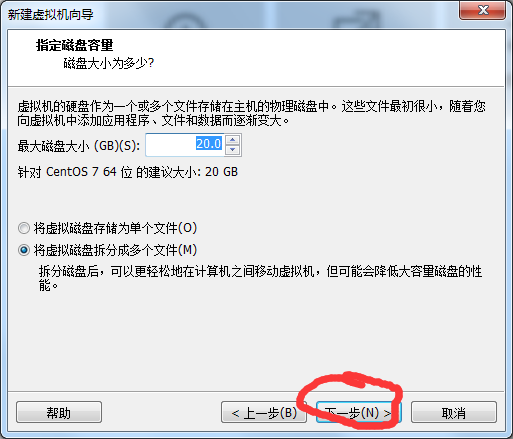 新建虚拟机向导
指定磁盘容量
磁盘大小为多少?
虚拟机的硬盘作为一个或多个文件存储在主机的物理磁盘中。这些文件最初很小，随着您
向虚拟机中添加应用程序、文件和数据而逐渐变大。
最大磁盘大小 (GB)(S): 20.0
针对 CentOS 7 64 位 的建议大小: 20 GB
将虚拟磁盘存储为单个文件(O)
将虚拟磁盘拆分成多个文件(M)
拆分磁盘后，可以更轻松地在计算机之间移动虚拟机，但可能会降低大容量磁盘的性
能。
帮助 < 上一步(B) 下一步(N) > 取消